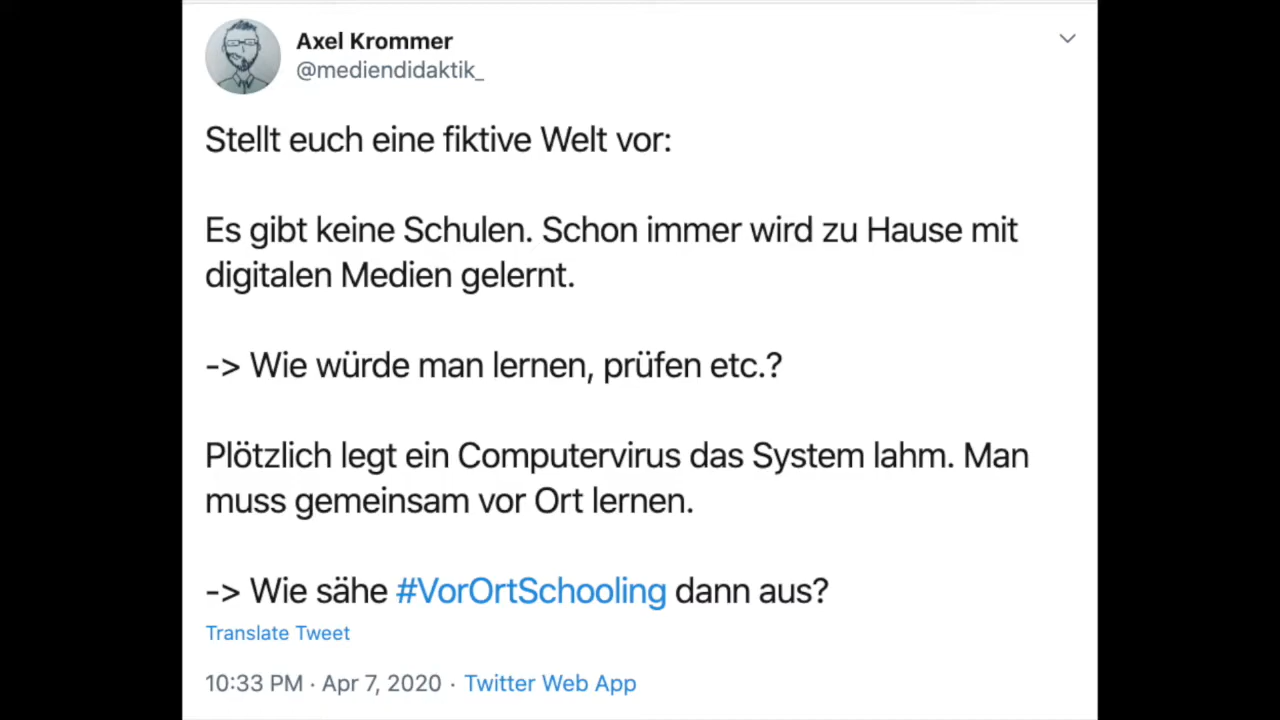 Axel Krommer
@mediendidaktik_
Stellt euch eine fiktive Welt vor:
Es gibt keine Schulen. Schon immer wird zu Hause mit
digitalen Medien gelernt.
-> Wie würde man lernen, prüfen etc.?
Plötzlich legt ein Computervirus das System lahm. Man
muss gemeinsam vor Ort lernen.
-> Wie sähe #VorOrtSchooling dann aus?
Translate Tweet
10:33 PM · Apr 7, 2020 · Twitter Web App